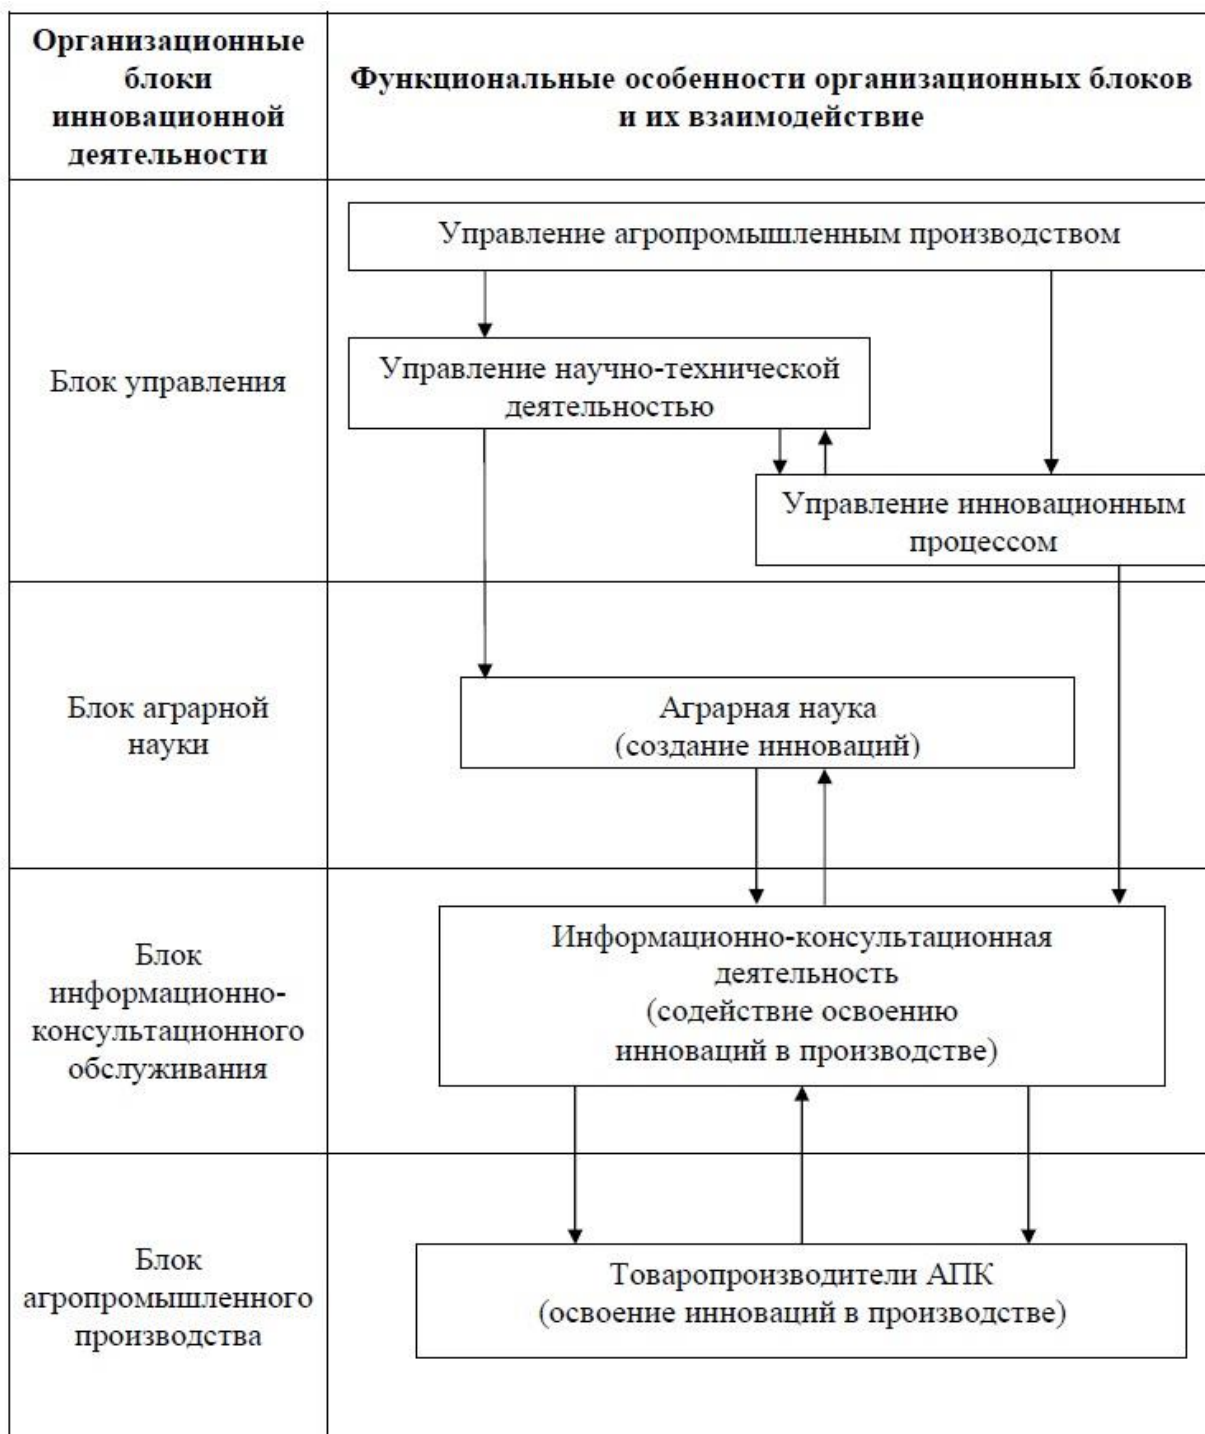 Организационные
блоки
инновационной
деятельности
Функциональные особенности организационных блоков
и их взаимодействие
Блок управления
Управление агропромышленным производством
Управление научно-технической
деятельностью
Управление инновационным
процессом
Блок аграрной
науки
Аграрная наука
(создание инноваций)
Блок
информационно-
консультационного
обслуживания
Информационно-консультационная
деятельность
(содействие освоению
инноваций в производстве)
Блок
агропромышленного
производства
Товаропроизводители АПК
(освоение инноваций в производстве)